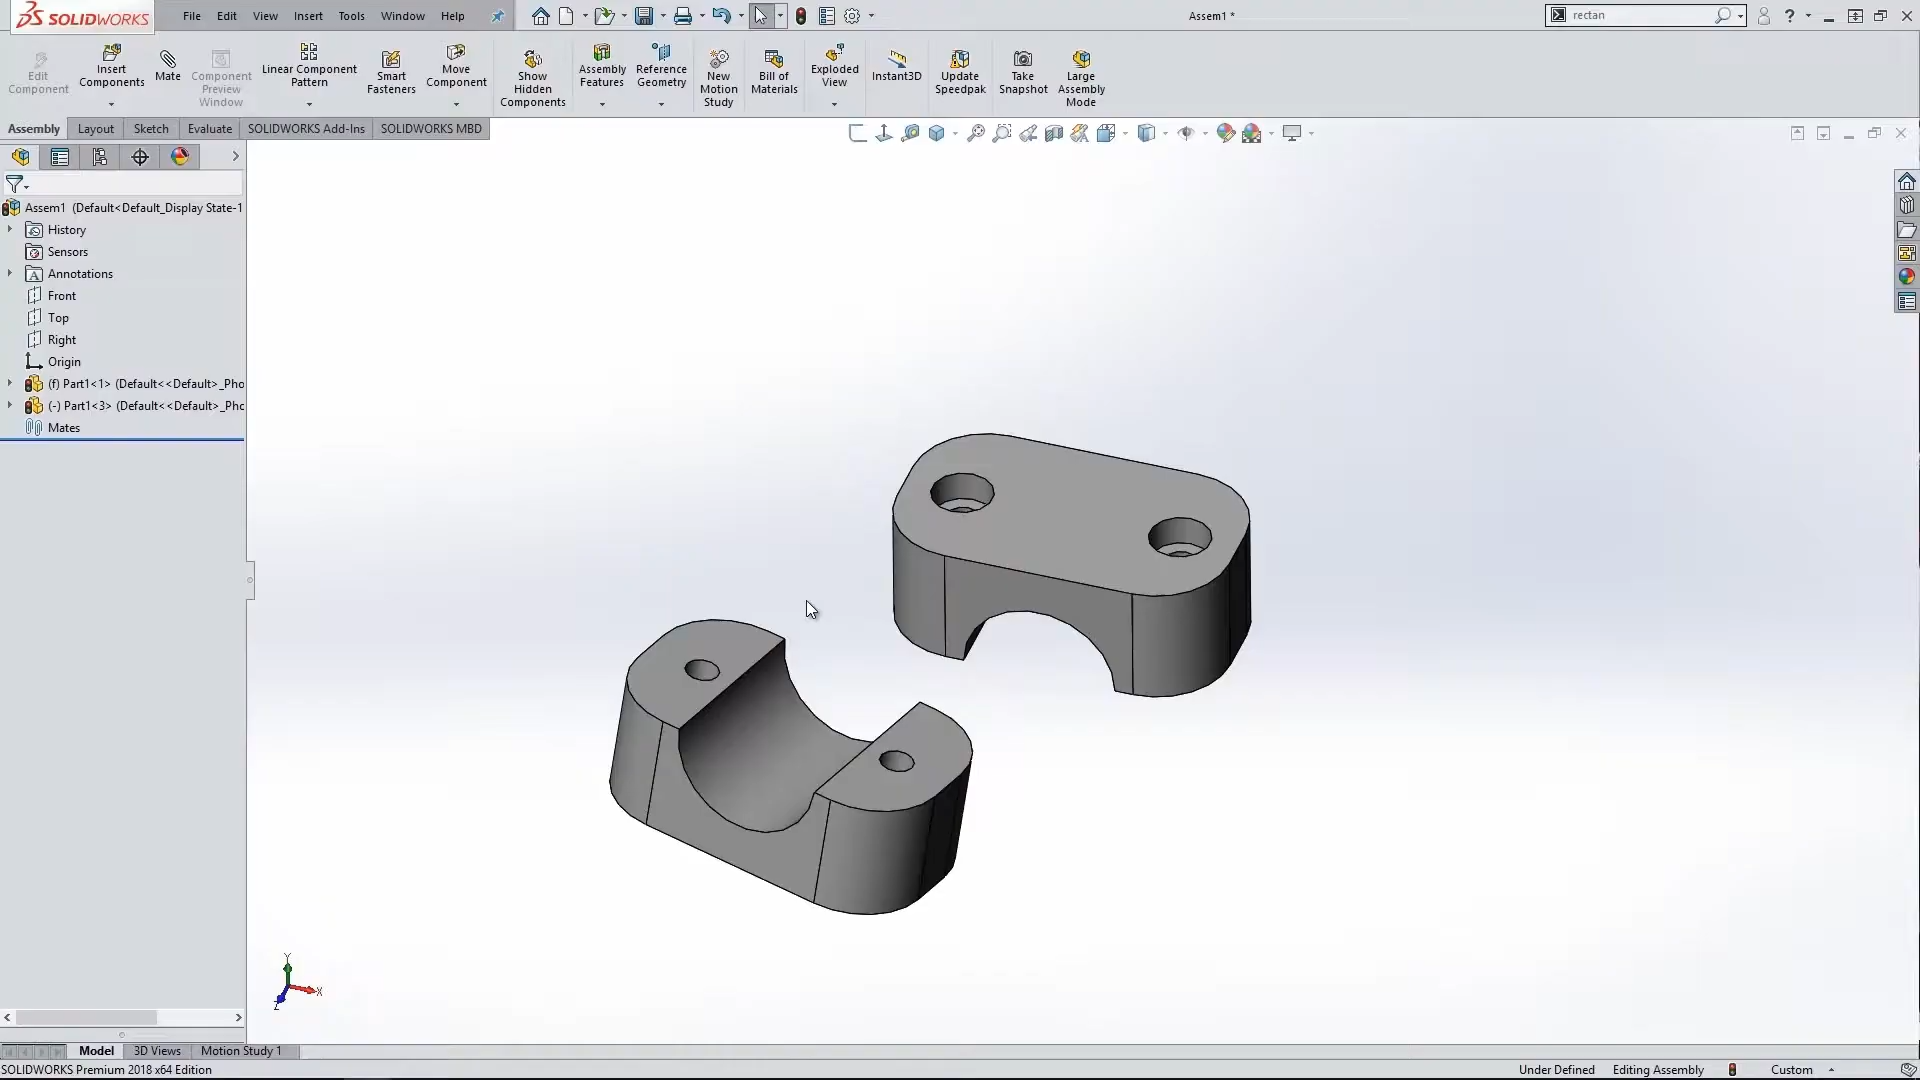 SOLIDWORKS File Edit View Insert Tools Window Help Assem1 * rectan
Edit Component
Insert Components
Mate
Component Preview Window
Linear Component Pattern
Smart Fasteners
Move Component
Show Hidden Components
Assembly Features
Reference Geometry
New Motion Study
Bill of Materials
Exploded View
Instant3D
Update Speedpak
Take Snapshot
Large Assembly Mode
Assembly Layout Sketch Evaluate SOLIDWORKS Add-Ins SOLIDWORKS MBD
Assem1 (Default<Default_Display State-1
History
Sensors
Annotations
Front
Top
Right
Origin
(f) Part1<1> (Default<<Default>_Pho
(-) Part1<3> (Default<<Default>_Phc
Mates
Y
X
Z
Model 3D Views Motion Study 1
SOLIDWORKS Premium 2018 x64 Edition Under Defined Editing Assembly Custom